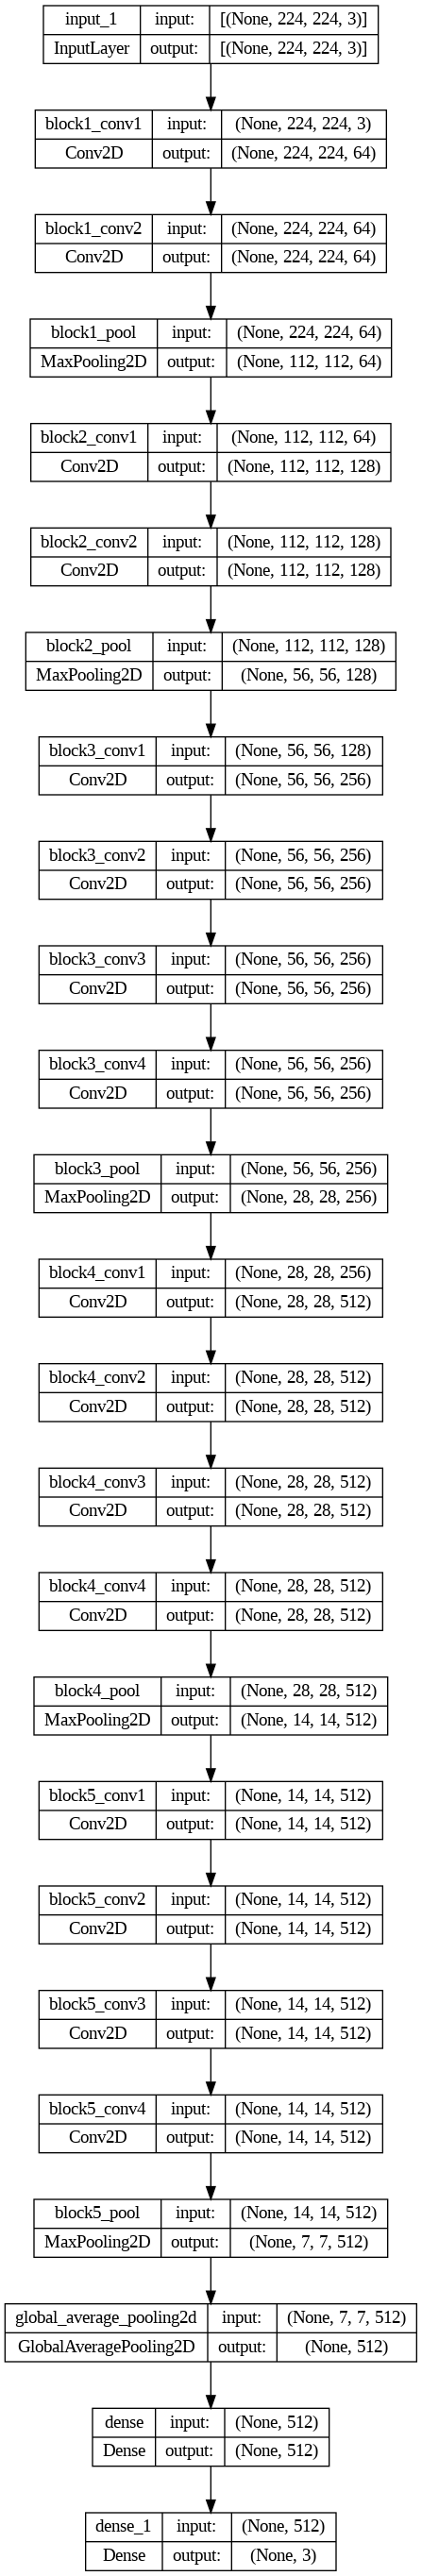 input_1 input: [(None, 224, 224, 3)]
InputLayer output: [(None, 224, 224, 3)]
block1_conv1 input: (None, 224, 224, 3)
Conv2D output: (None, 224, 224, 64)
block1_conv2 input: (None, 224, 224, 64)
Conv2D output: (None, 224, 224, 64)
block1_pool input: (None, 224, 224, 64)
MaxPooling2D output: (None, 112, 112, 64)
block2_conv1 input: (None, 112, 112, 64)
Conv2D output: (None, 112, 112, 128)
block2_conv2 input: (None, 112, 112, 128)
Conv2D output: (None, 112, 112, 128)
block2_pool input: (None, 112, 112, 128)
MaxPooling2D output: (None, 56, 56, 128)
block3_conv1 input: (None, 56, 56, 128)
Conv2D output: (None, 56, 56, 256)
block3_conv2 input: (None, 56, 56, 256)
Conv2D output: (None, 56, 56, 256)
block3_conv3 input: (None, 56, 56, 256)
Conv2D output: (None, 56, 56, 256)
block3_conv4 input: (None, 56, 56, 256)
Conv2D output: (None, 56, 56, 256)
block3_pool input: (None, 56, 56, 256)
MaxPooling2D output: (None, 28, 28, 256)
block4_conv1 input: (None, 28, 28, 256)
Conv2D output: (None, 28, 28, 512)
block4_conv2 input: (None, 28, 28, 512)
Conv2D output: (None, 28, 28, 512)
block4_conv3 input: (None, 28, 28, 512)
Conv2D output: (None, 28, 28, 512)
block4_conv4 input: (None, 28, 28, 512)
Conv2D output: (None, 28, 28, 512)
block4_pool input: (None, 28, 28, 512)
MaxPooling2D output: (None, 14, 14, 512)
block5_conv1 input: (None, 14, 14, 512)
Conv2D output: (None, 14, 14, 512)
block5_conv2 input: (None, 14, 14, 512)
Conv2D output: (None, 14, 14, 512)
block5_conv3 input: (None, 14, 14, 512)
Conv2D output: (None, 14, 14, 512)
block5_conv4 input: (None, 14, 14, 512)
Conv2D output: (None, 14, 14, 512)
block5_pool input: (None, 14, 14, 512)
MaxPooling2D output: (None, 7, 7, 512)
global_average_pooling2d input: (None, 7, 7, 512)
GlobalAveragePooling2D output: (None, 512)
dense input: (None, 512)
Dense output: (None, 512)
dense_1 input: (None, 512)
Dense output: (None, 3)